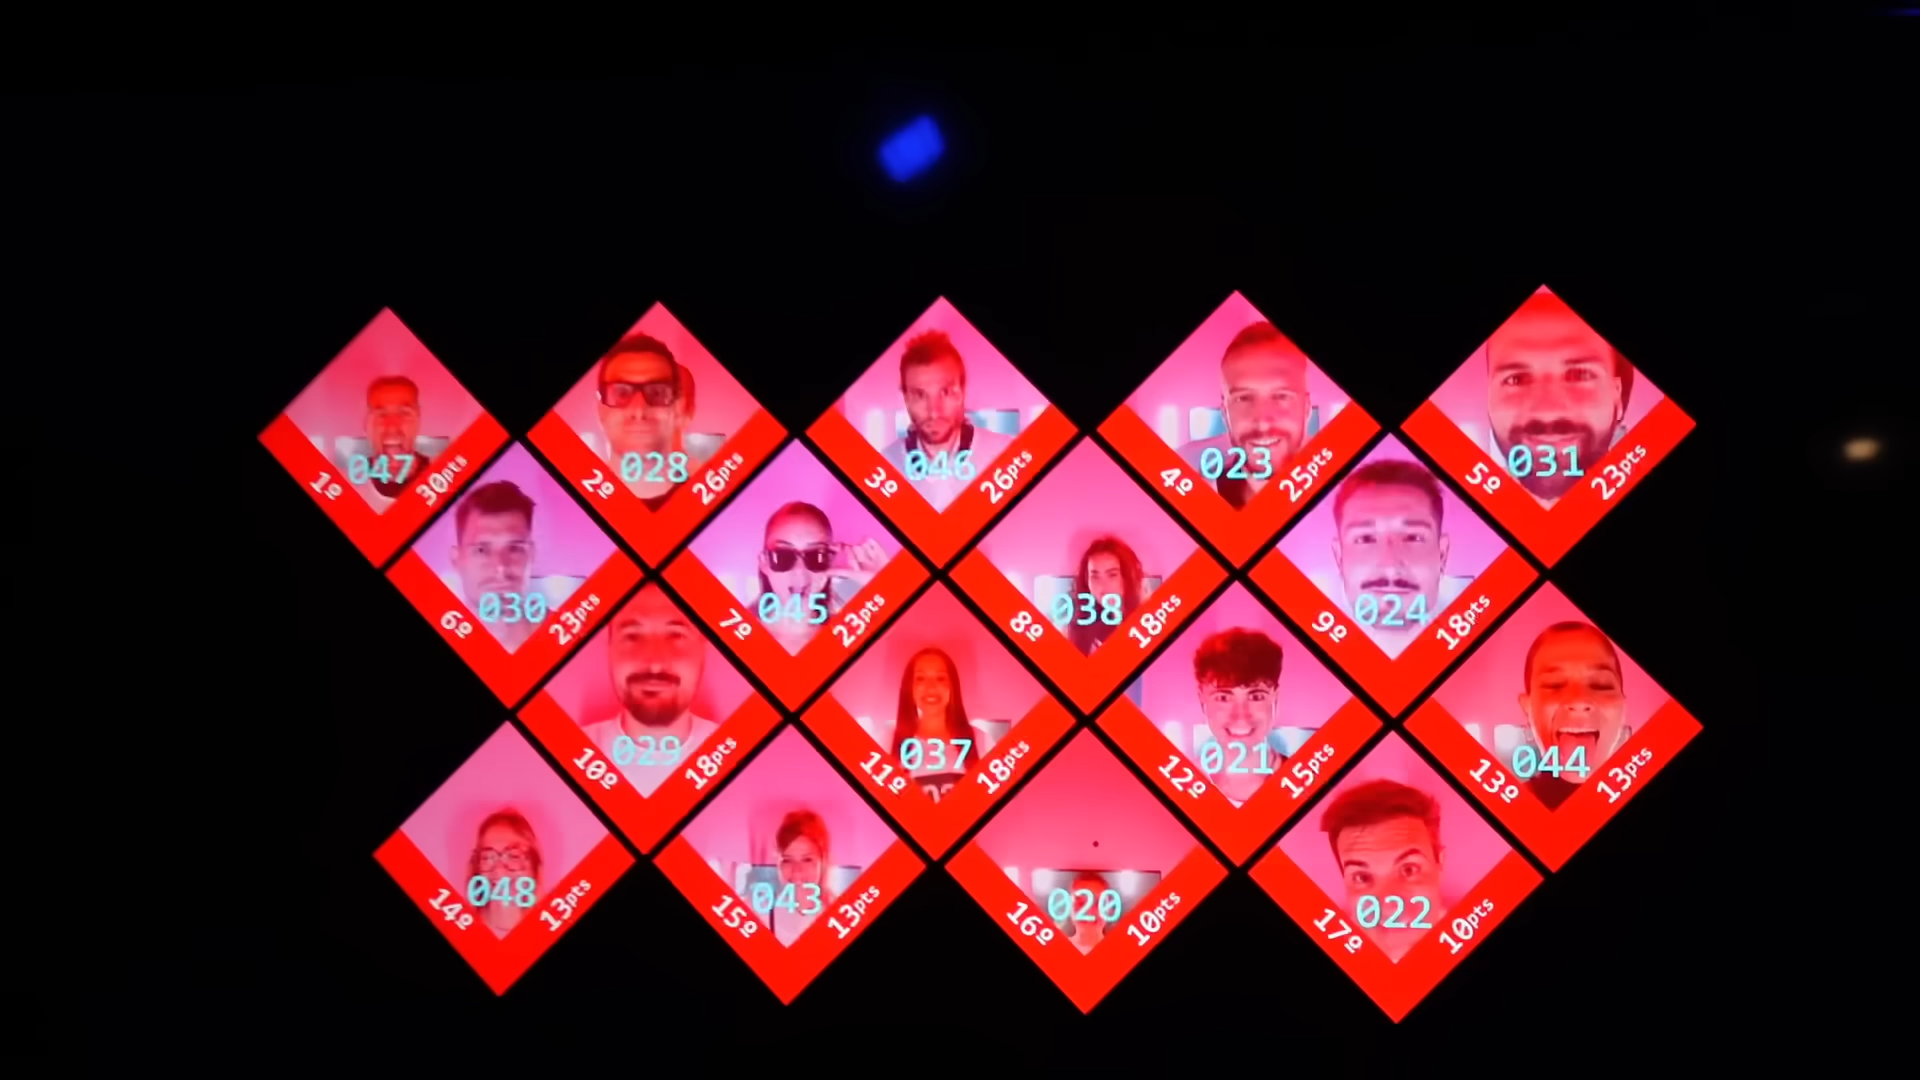 047
1º 30pts
028
2º 26pts
046
3º 26pts
023
4º 25pts
031
5º 23pts
030
6º 23pts
045
7º 23pts
038
8º 18pts
024
9º 18pts
029
10º 18pts
037
11º 18pts
021
12º 15pts
044
13º 13pts
048
14º 13pts
043
15º 13pts
020
16º 10pts
022
17º 10pts